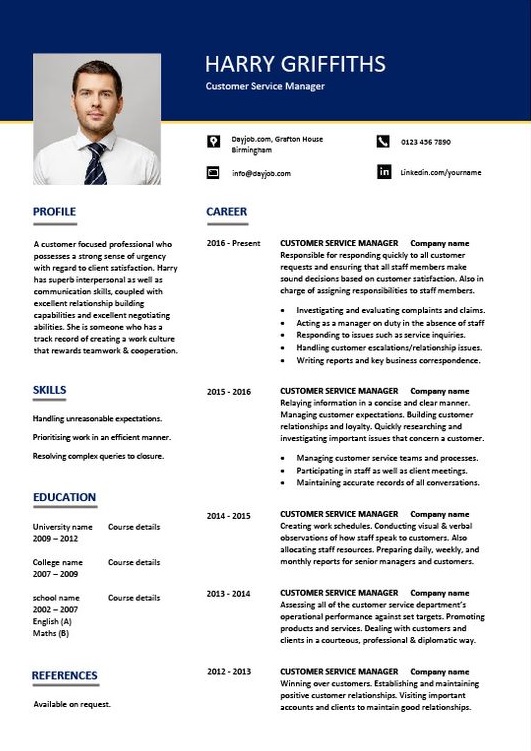 HARRY GRIFFITHS
Customer Service Manager
Dayjob.com, Grafton House
Birmingham
0123 456 7890
info@dayjob.com
in
Linkedin.com/yourname
PROFILE
A customer focused professional who
possesses a strong sense of urgency
with regard to client satisfaction. Harry
has superb interpersonal as well as
communication skills, coupled with
excellent relationship building
capabilities and excellent negotiating
abilities. She is someone who has a
track record of creating a work culture
that rewards teamwork & cooperation.
SKILLS
Handling unreasonable expectations.
Prioritising work in an efficient manner.
Resolving complex queries to closure.
EDUCATION
University name Course details
2009 – 2012
College name Course details
2007 – 2009
school name Course details
2002 – 2007
English (A)
Maths (B)
REFERENCES
Available on request.
CAREER
2016 - Present CUSTOMER SERVICE MANAGER Company name
Responsible for responding quickly to all customer
requests and ensuring that all staff members make
sound decisions based on customer satisfaction. Also in
charge of assigning responsibilities to staff members.
• Investigating and evaluating complaints and claims.
• Acting as a manager on duty in the absence of staff
• Responding to issues such as service inquiries.
• Handling customer escalations/relationship issues.
• Writing reports and key business correspondence.
2015 - 2016 CUSTOMER SERVICE MANAGER Company name
Relaying information in a concise and clear manner.
Managing customer expectations. Building customer
relationships and loyalty. Quickly researching and
investigating important issues that concern a customer.
• Managing customer service teams and processes.
• Participating in staff as well as client meetings.
• Maintaining accurate records of all conversations.
2014 - 2015 CUSTOMER SERVICE MANAGER Company name
Creating work schedules. Conducting visual & verbal
observations of how staff speak to customers. Also
allocating staff resources. Preparing daily, weekly, and
monthly reports for senior managers and customers.
2013 - 2014 CUSTOMER SERVICE MANAGER Company name
Assessing all of the customer service department's
operational performance against set targets. Promoting
products and services. Dealing with customers and
clients in a courteous, professional & diplomatic way.
2012 - 2013 CUSTOMER SERVICE MANAGER Company name
Winning over customers. Establishing and maintaining
positive customer relationships. Visiting important
accounts and clients to maintain good relationships.